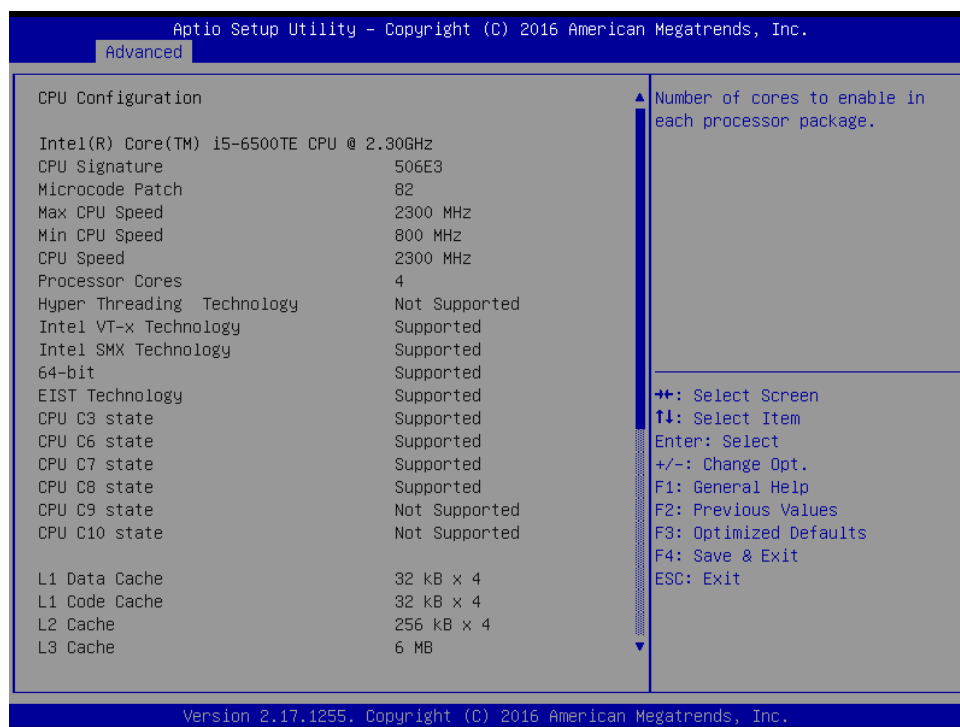 Aptio Setup Utility – Copyright (C) 2016 American Megatrends, Inc.
Advanced
CPU Configuration
Intel(R) Core(TM) i5-6500TE CPU @ 2.30GHz
CPU Signature 506E3
Microcode Patch 82
Max CPU Speed 2300 MHz
Min CPU Speed 800 MHz
CPU Speed 2300 MHz
Processor Cores 4
Hyper Threading  Technology Not Supported
Intel VT-x Technology Supported
Intel SMX Technology Supported
64-bit Supported
EIST Technology Supported
CPU C3 state Supported
CPU C6 state Supported
CPU C7 state Supported
CPU C8 state Supported
CPU C9 state Not Supported
CPU C10 state Not Supported
L1 Data Cache 32 kB x 4
L1 Code Cache 32 kB x 4
L2 Cache 256 kB x 4
L3 Cache 6 MB
Number of cores to enable in
each processor package.
→←: Select Screen
↑↓: Select Item
Enter: Select
+/-: Change Opt.
F1: General Help
F2: Previous Values
F3: Optimized Defaults
F4: Save & Exit
ESC: Exit
Version 2.17.1255. Copyright (C) 2016 American Megatrends, Inc.